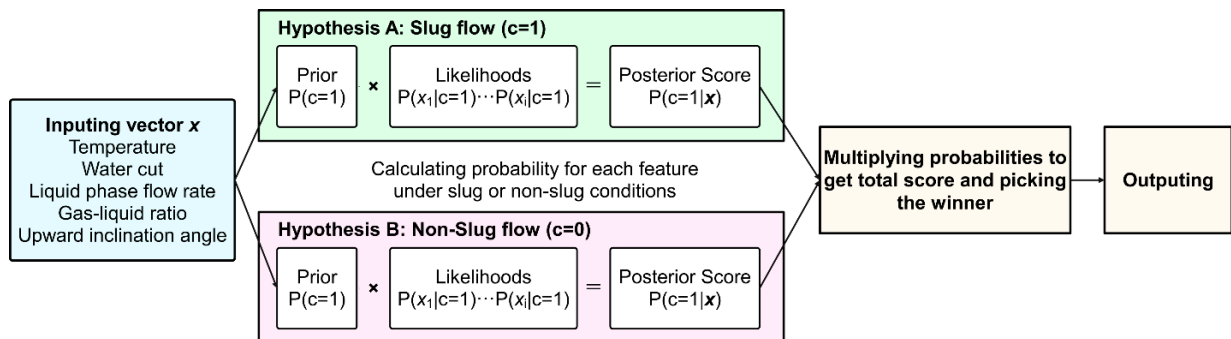 Inputing vector x
Temperature
Water cut
Liquid phase flow rate
Gas-liquid ratio
Upward inclination angle
Hypothesis A: Slug flow (c=1)
Prior
P(c=1)
×
Likelihoods
P(x₁|c=1)···P(xᵢ|c=1)
=
Posterior Score
P(c=1|x)
Calculating probability for each feature
under slug or non-slug conditions
Hypothesis B: Non-Slug flow (c=0)
Prior
P(c=1)
×
Likelihoods
P(x₁|c=1)···P(xᵢ|c=1)
=
Posterior Score
P(c=1|x)
Multiplying probabilities to
get total score and picking
the winner
Outputing